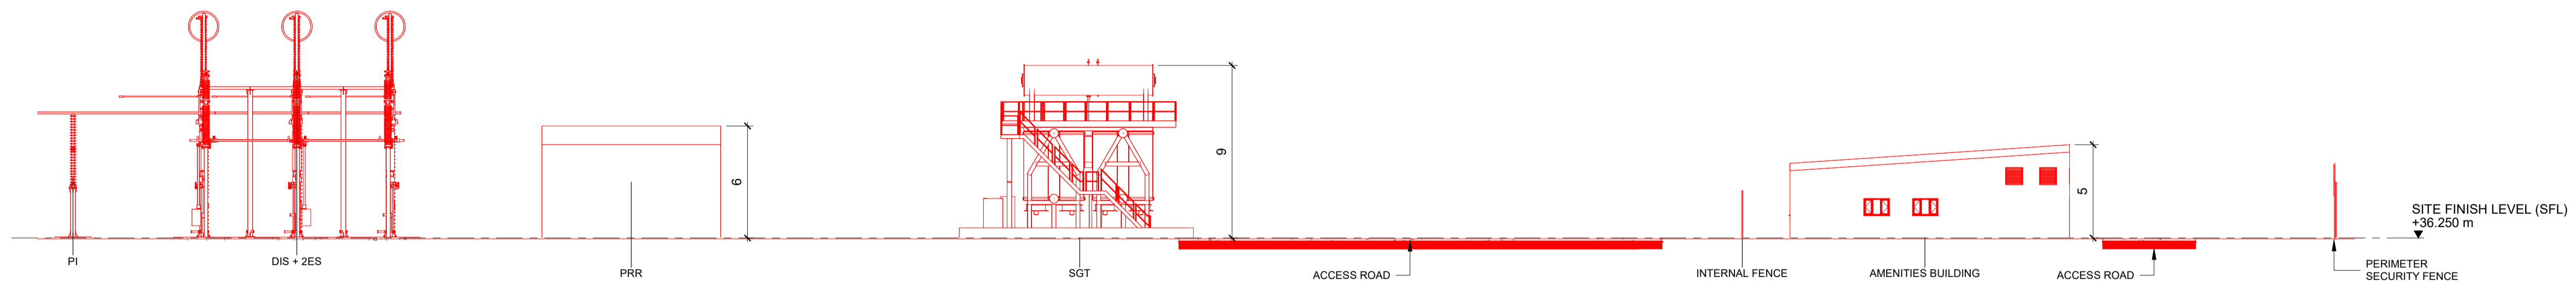 6
9
5
SITE FINISH LEVEL (SFL)
+36.250 m
PI
DIS + 2ES
PRR
SGT
ACCESS ROAD
INTERNAL FENCE
AMENITIES BUILDING
ACCESS ROAD
PERIMETER
SECURITY FENCE